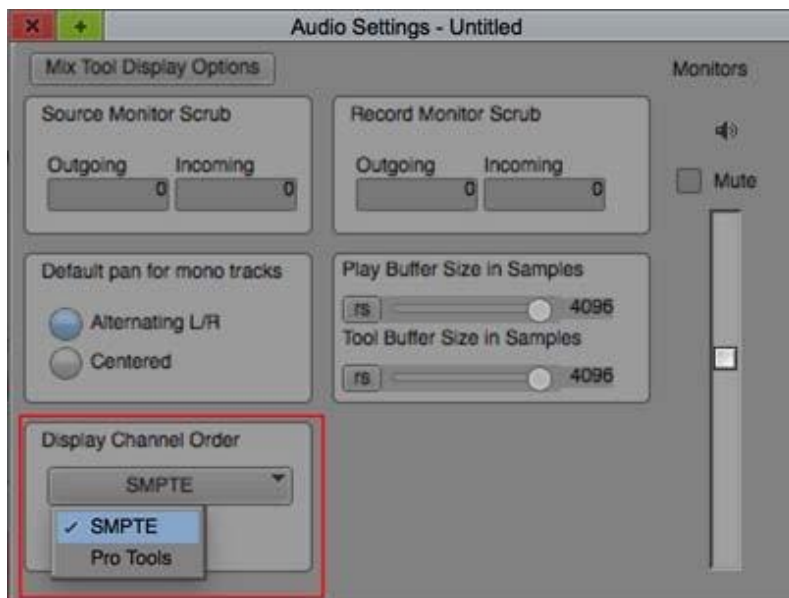 Audio Settings - Untitled
Mix Tool Display Options
Monitors
Source Monitor Scrub
Outgoing Incoming
0 0
Record Monitor Scrub
Outgoing Incoming
0 0
Mute
Default pan for mono tracks
Alternating L/R
Centered
Play Buffer Size in Samples
rs 4096
Tool Buffer Size in Samples
rs 4096
Display Channel Order
SMPTE
✓ SMPTE
Pro Tools